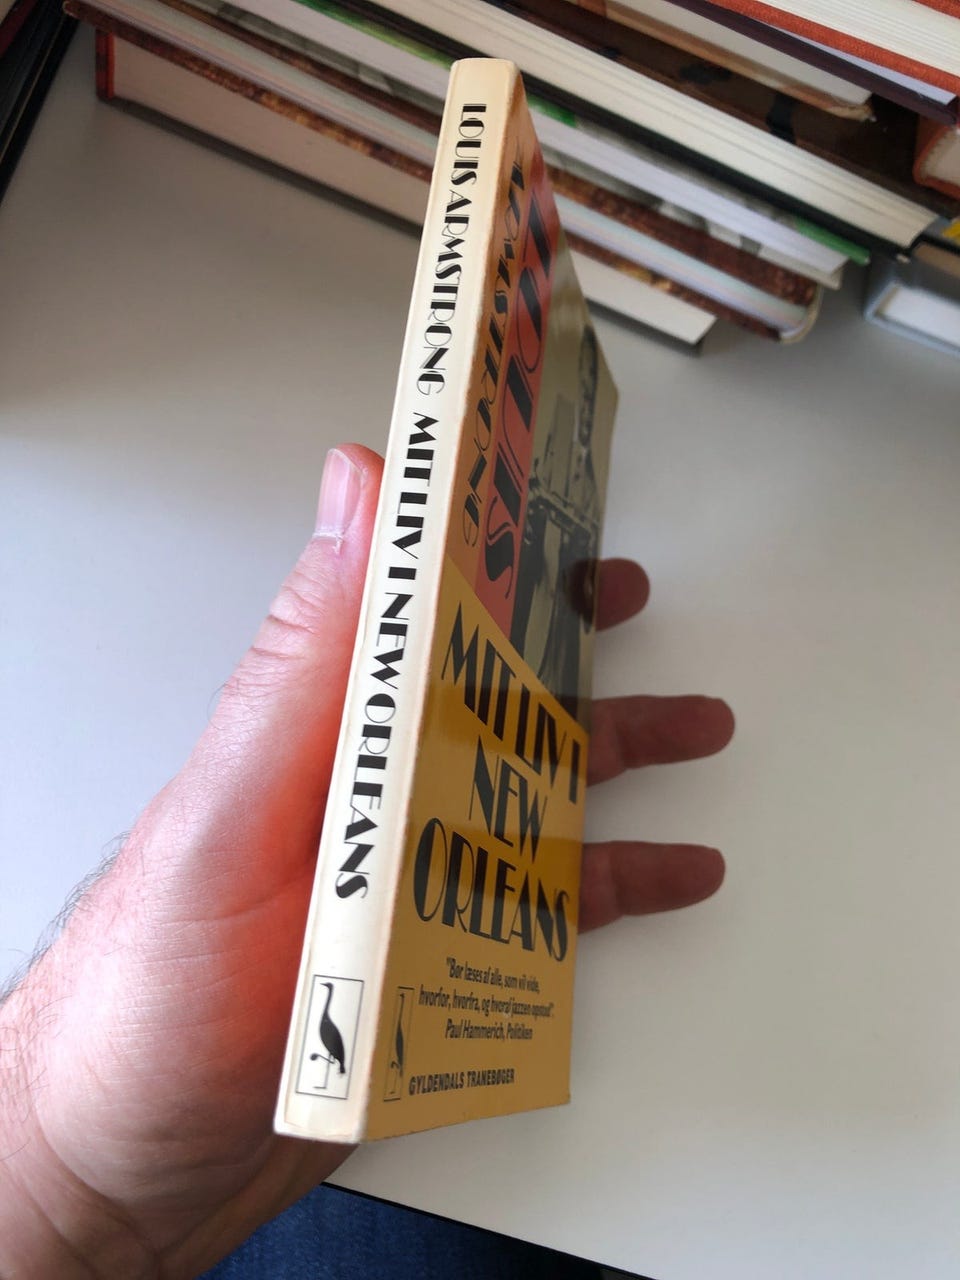 LOUIS ARMSTRONG MIT LIV I NEW ORLEANS
LOUIS
ARMSTRONG
MIT LIV I
NEW
ORLEANS
"Bør læses af alle, som vil vide,
hvorfor, hvorfra, og hvoraf jazzen opstod".
Paul Hammerich, Politiken
GYLDENDALS TRANEBØGER